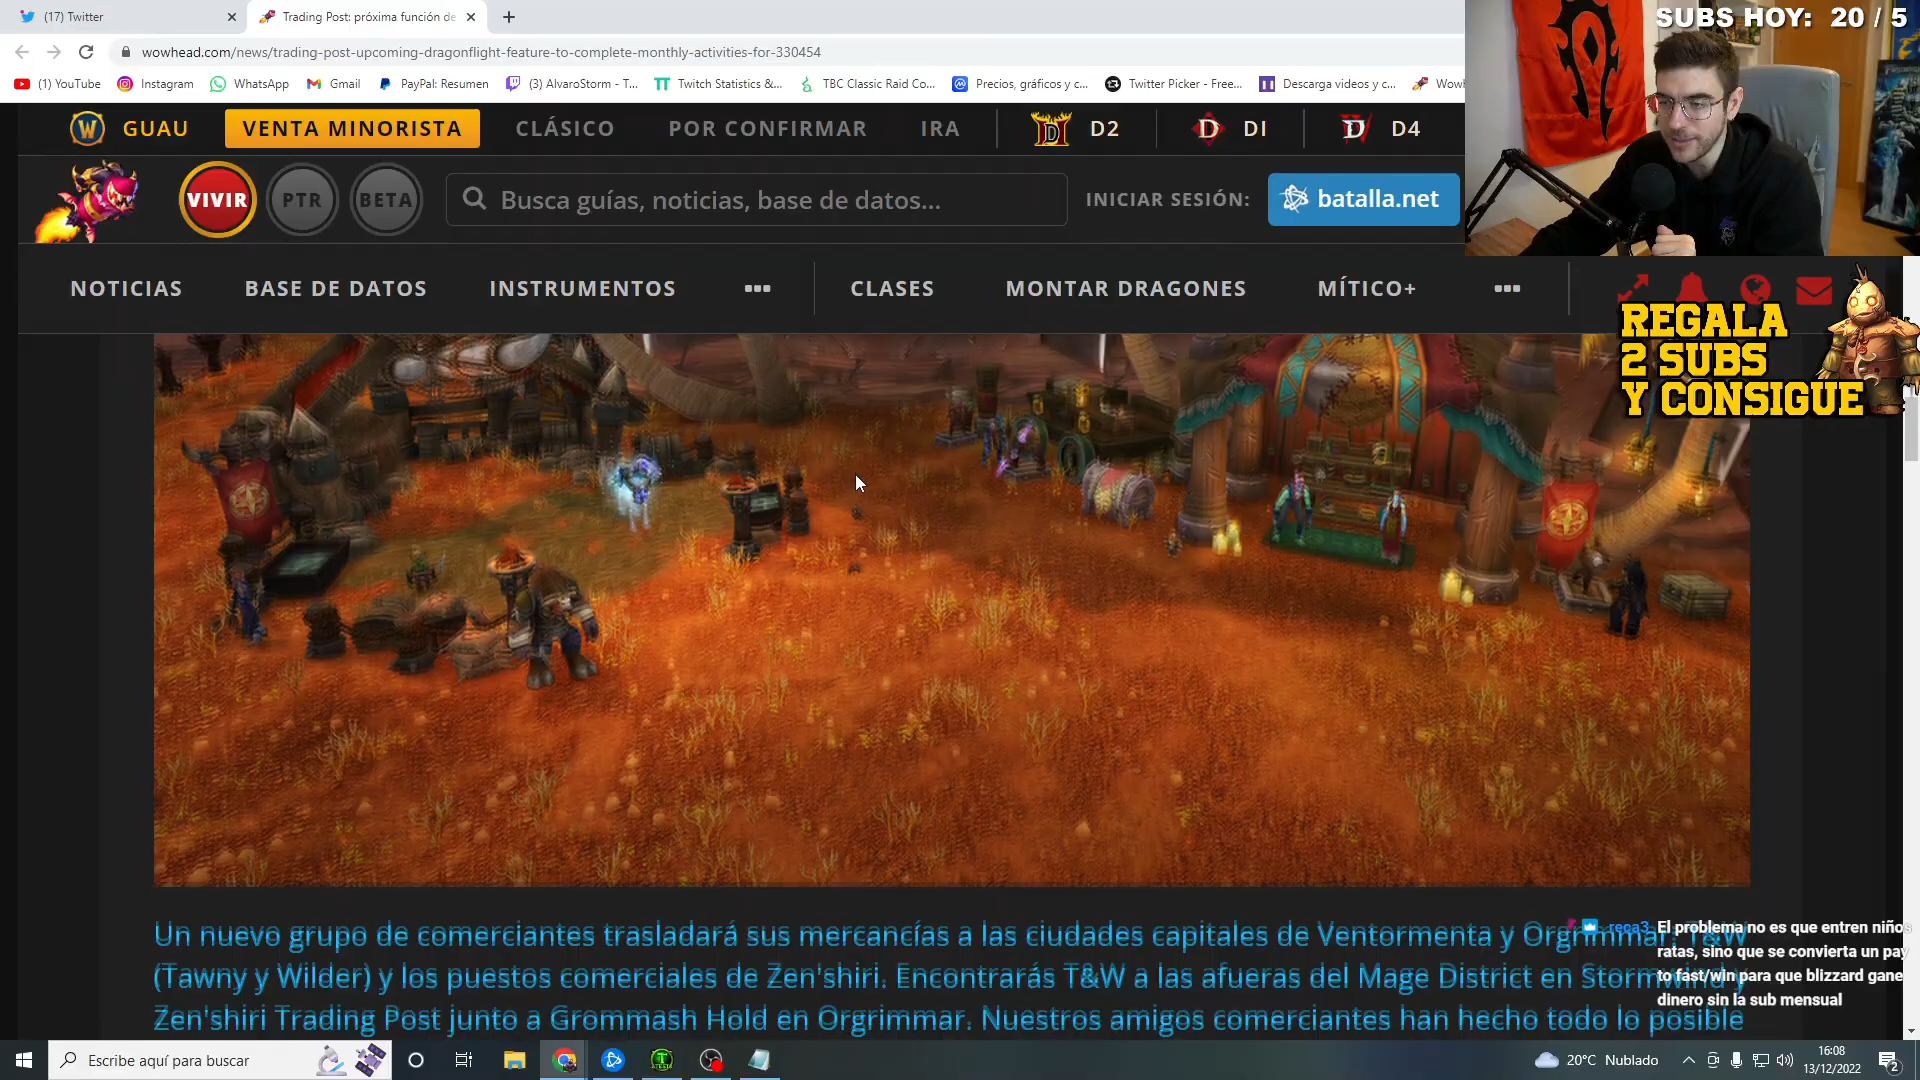 (17) Twitter
Trading Post: próxima función de
SUBS HOY: 20 / 5
wowhead.com/news/trading-post-upcoming-dragonflight-feature-to-complete-monthly-activities-for-330454
(1) YouTube
Instagram
WhatsApp
Gmail
PayPal: Resumen
(3) AlvaroStorm - T...
Twitch Statistics &...
TBC Classic Raid Co...
Precios, gráficos y c...
Twitter Picker - Free...
Descarga videos y c...
Wowh
GUAU
VENTA MINORISTA
CLÁSICO
POR CONFIRMAR
IRA
D2
DI
D4
VIVIR
PTR
BETA
Busca guías, noticias, base de datos...
INICIAR SESIÓN:
batalla.net
NOTICIAS
BASE DE DATOS
INSTRUMENTOS
CLASES
MONTAR DRAGONES
MÍTICO+
REGALA
2 SUBS
Y CONSIGUE
Un nuevo grupo de comerciantes trasladará sus mercancías a las ciudades capitales de Ventormenta y Orgrimmar: T&W
(Tawny y Wilder) y los puestos comerciales de Zen'shiri. Encontrarás T&W a las afueras del Mage District en Stormwind y
Zen'shiri Trading Post junto a Grommash Hold en Orgrimmar. Nuestros amigos comerciantes han hecho todo lo posible
reca3 El problema no es que entren niños
ratas, sino que se convierta un pay
to fast/win para que blizzard gane
dinero sin la sub mensual
Escribe aquí para buscar
20°C Nublado
16:08
13/12/2022
2